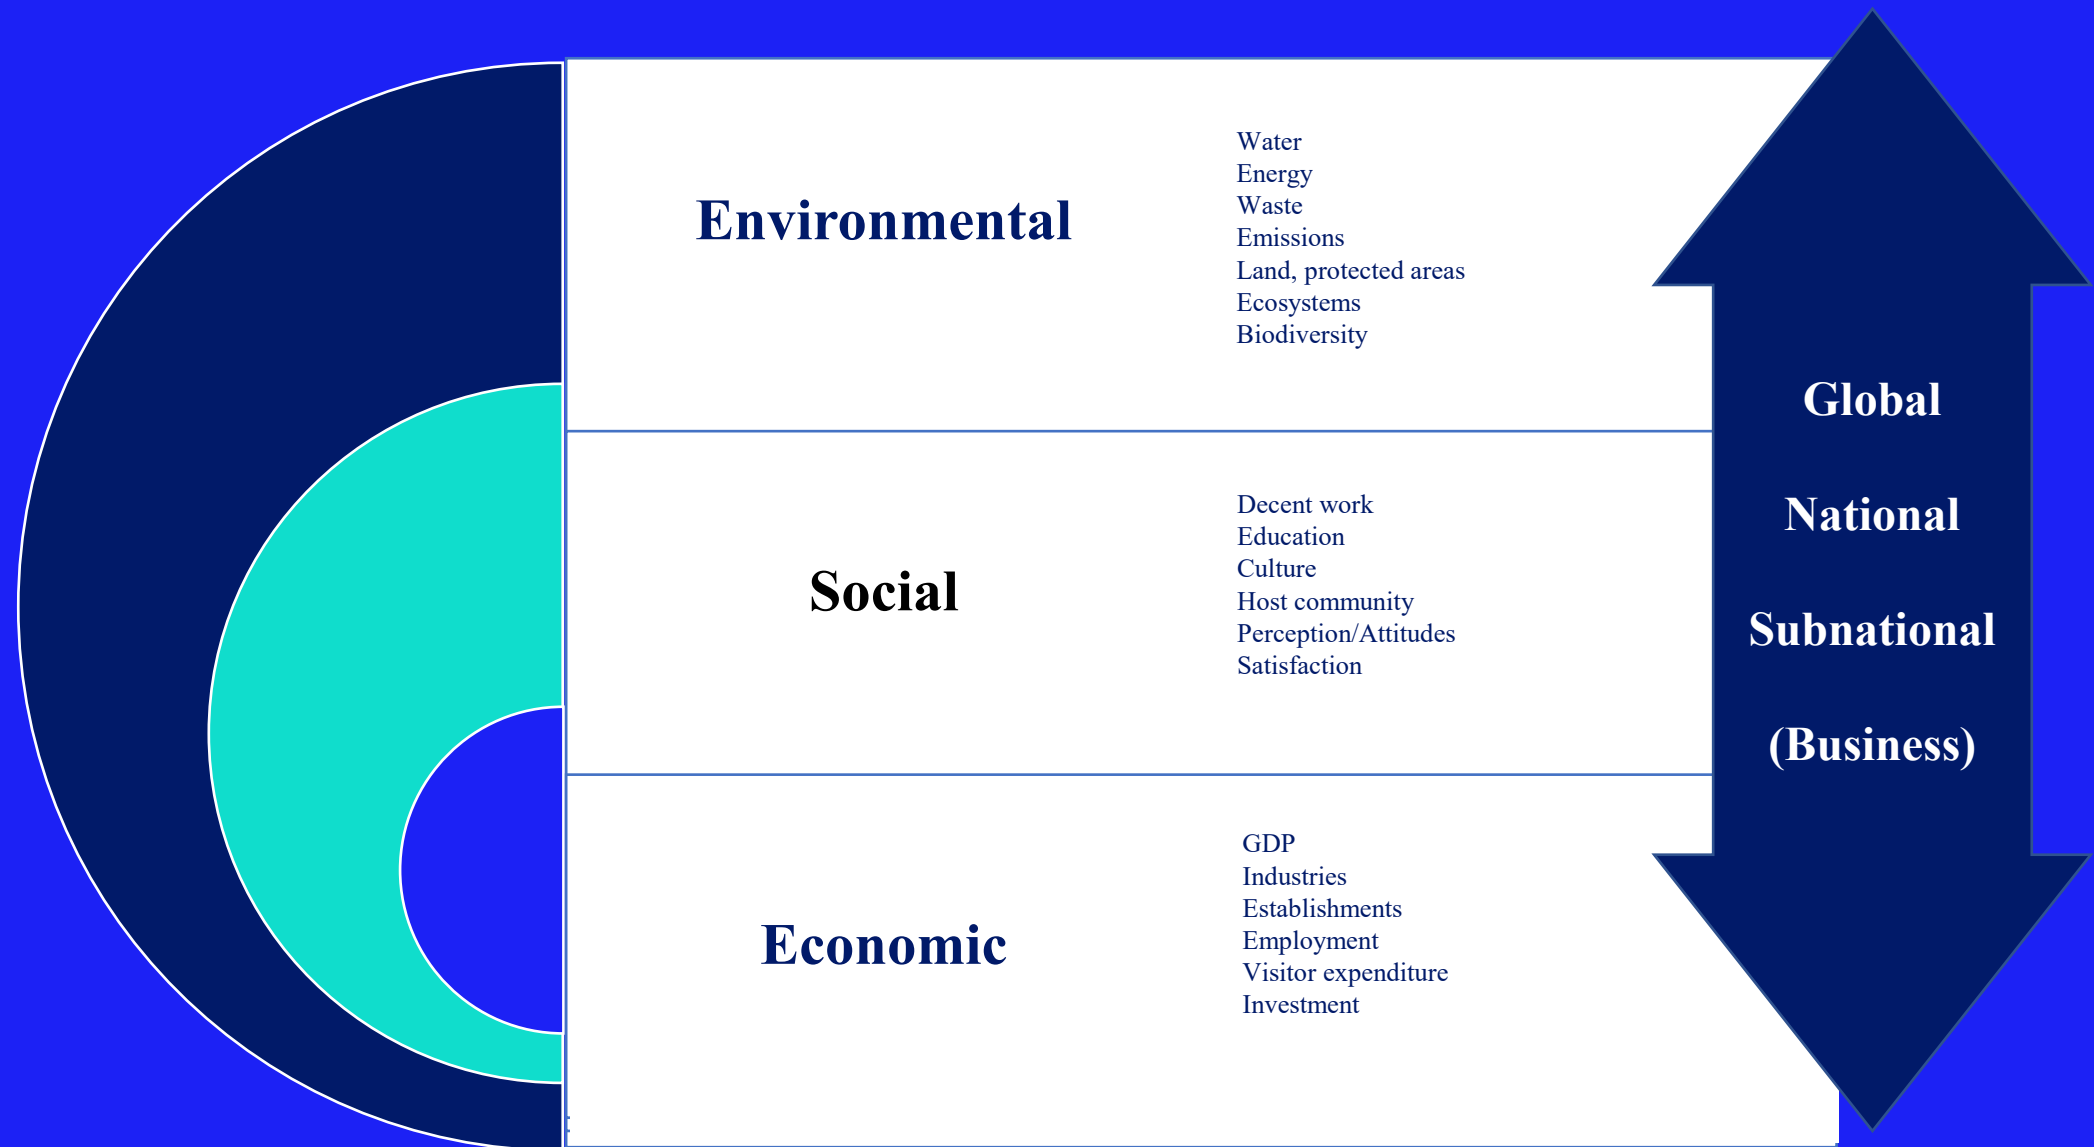 Environmental
Water
Energy
Waste
Emissions
Land, protected areas
Ecosystems
Biodiversity
Social
Decent work
Education
Culture
Host community
Perception/Attitudes
Satisfaction
Economic
GDP
Industries
Establishments
Employment
Visitor expenditure
Investment
Global
National
Subnational
(Business)